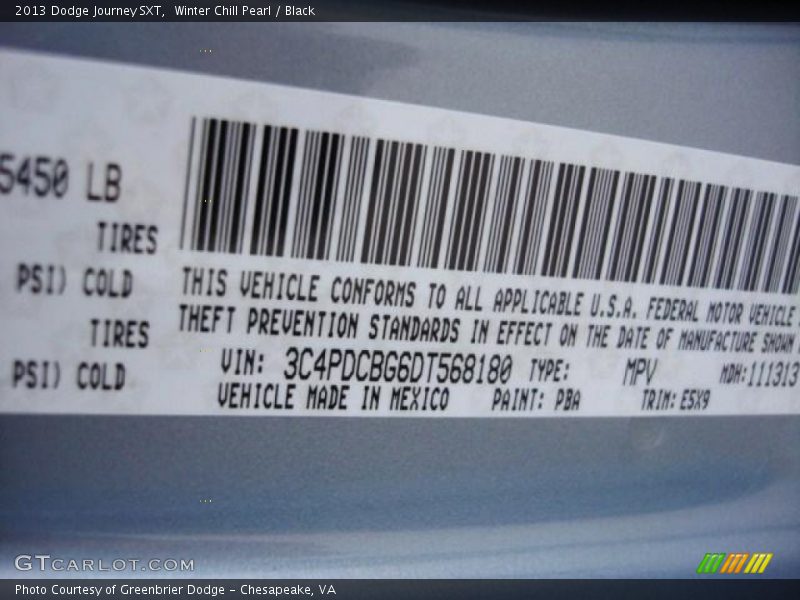 2013 Dodge Journey SXT,  Winter Chill Pearl / Black
5450 LB
TIRES
PSI) COLD
TIRES
PSI) COLD
THIS VEHICLE CONFORMS TO ALL APPLICABLE U.S.A. FEDERAL MOTOR VEHICLE
THEFT PREVENTION STANDARDS IN EFFECT ON THE DATE OF MANUFACTURE SHOWN
VIN: 3C4PDCBG6DT568180 TYPE: MPV MDH:111313
VEHICLE MADE IN MEXICO PAINT: PBA TRIM: E5X9
GTCARLOT.COM
Photo Courtesy of Greenbrier Dodge – Chesapeake, VA